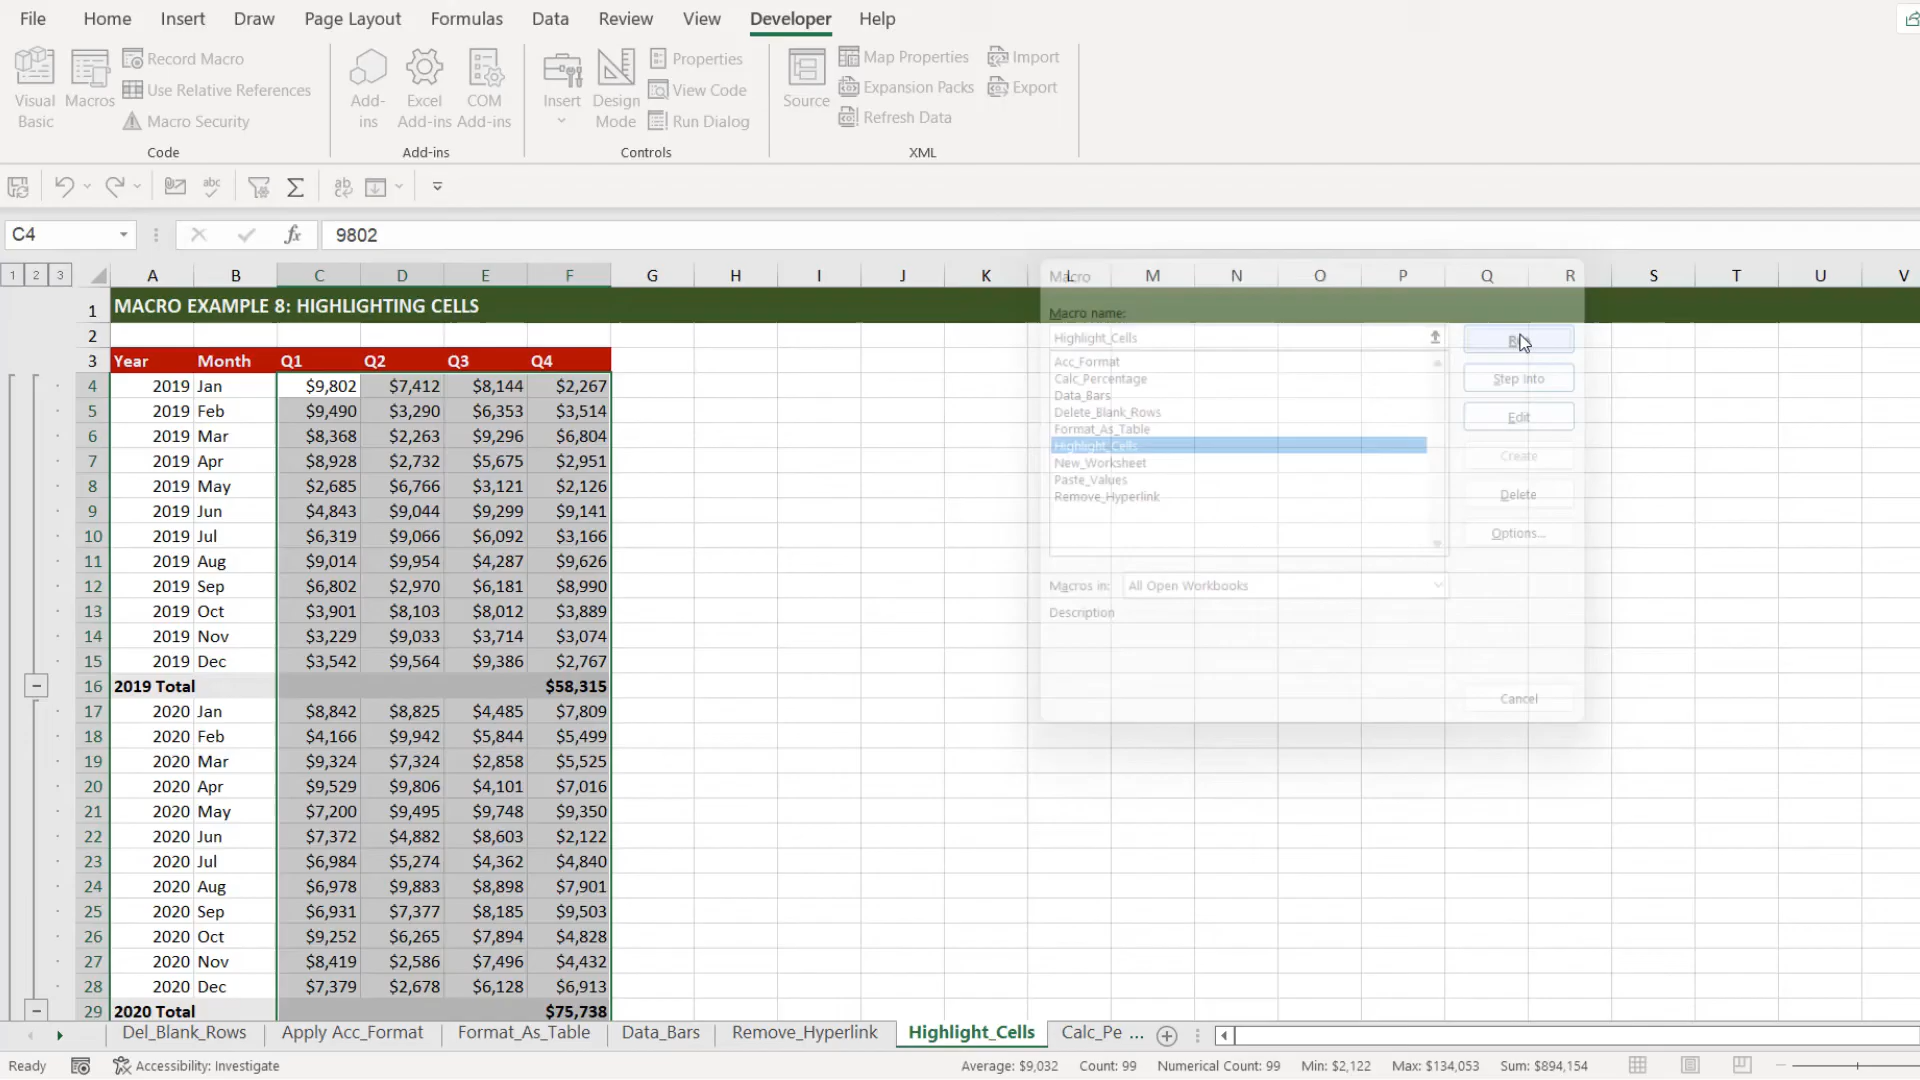 File Home Insert Draw Page Layout Formulas Data Review View Developer Help
Visual Basic
Macros
Record Macro
Use Relative References
Macro Security
Code
Add-ins
Excel Add-ins
COM Add-ins
Add-ins
Insert
Design Mode
Properties
View Code
Run Dialog
Controls
Source
Map Properties
Expansion Packs
Refresh Data
Import
Export
XML
C4 fx 9802
1 2 3 A B C D E F G H I J K L M N O P Q R S T U V
1 MACRO EXAMPLE 8: HIGHLIGHTING CELLS
2
3 Year Month Q1 Q2 Q3 Q4
4 2019 Jan $9,802 $7,412 $8,144 $2,267
5 2019 Feb $9,490 $3,290 $6,353 $3,514
6 2019 Mar $8,368 $2,263 $9,296 $6,804
7 2019 Apr $8,928 $2,732 $5,675 $2,951
8 2019 May $2,685 $6,766 $3,121 $2,126
9 2019 Jun $4,843 $9,044 $9,299 $9,141
10 2019 Jul $6,319 $9,066 $6,092 $3,166
11 2019 Aug $9,014 $9,954 $4,287 $9,626
12 2019 Sep $6,802 $2,970 $6,181 $8,990
13 2019 Oct $3,901 $8,103 $8,012 $3,889
14 2019 Nov $3,229 $9,033 $3,714 $3,074
15 2019 Dec $3,542 $9,564 $9,386 $2,767
16 2019 Total $58,315
17 2020 Jan $8,842 $8,825 $4,485 $7,809
18 2020 Feb $4,166 $9,942 $5,844 $5,499
19 2020 Mar $9,324 $7,324 $2,858 $5,525
20 2020 Apr $9,529 $9,806 $4,101 $7,016
21 2020 May $7,200 $9,495 $9,748 $9,350
22 2020 Jun $7,372 $4,882 $8,603 $2,122
23 2020 Jul $6,984 $5,274 $4,362 $4,840
24 2020 Aug $6,978 $9,883 $8,898 $7,901
25 2020 Sep $6,931 $7,377 $8,185 $9,503
26 2020 Oct $9,252 $6,265 $7,894 $4,828
27 2020 Nov $8,419 $2,586 $7,496 $4,432
28 2020 Dec $7,379 $2,678 $6,128 $6,913
29 2020 Total $75,738
Macro
Macro name:
Highlight_Cells
Acc_Format
Calc_Percentage
Data_Bars
Delete_Blank_Rows
Format_As_Table
Highlight_Cells
New_Worksheet
Paste_Values
Remove_Hyperlink
Step Into
Edit
Create
Delete
Options...
Macros in: All Open Workbooks
Description
Cancel
Del_Blank_Rows Apply Acc_Format Format_As_Table Data_Bars Remove_Hyperlink Highlight_Cells Calc_Pe ...
Ready Accessibility: Investigate Average: $9,032 Count: 99 Numerical Count: 99 Min: $2,122 Max: $134,053 Sum: $894,154